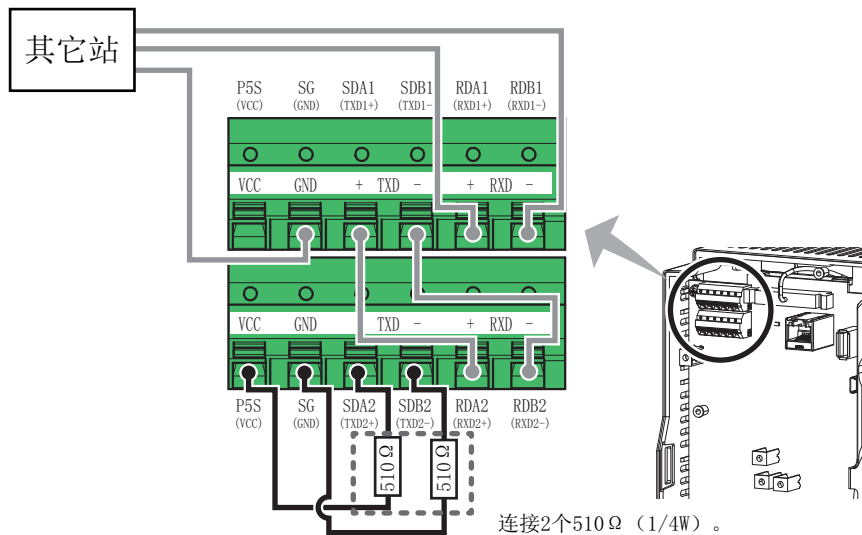 其它站
P5S SG SDA1 SDB1 RDA1 RDB1
(VCC) (GND) (TXD1+) (TXD1- (RXD1+) (RXD1-)
VCC GND + TXD - + RXD -
VCC GND TXD - + RXD -
P5S SG SDA2 SDB2 RDA2 RDB2
(VCC) (GND) (TXD2+) (TXD2-) (RXD2+) (RXD2-)
510Ω
510Ω
连接2个510Ω（1/4W）。